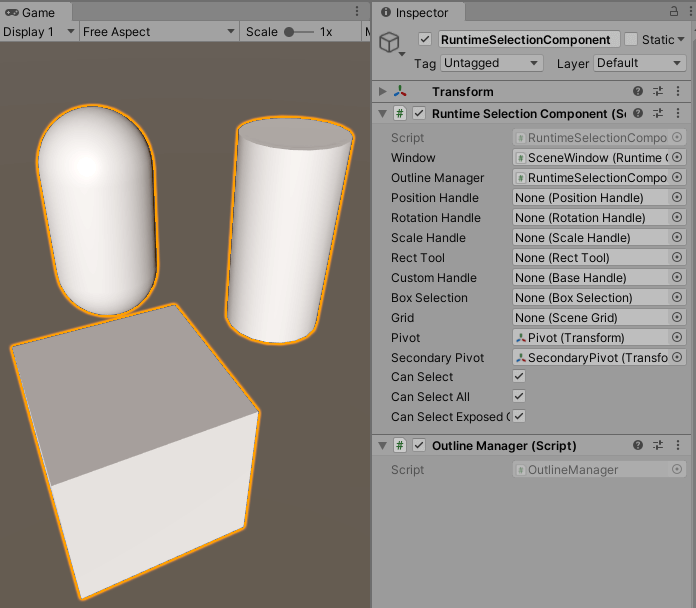 Game
Display 1
Free Aspect
Scale
1x
M
Inspector
RuntimeSelectionComponent
Static
Tag
Untagged
Layer
Default
Transform
Runtime Selection Component (Sc
Script
RuntimeSelectionCompo
Window
SceneWindow (Runtime (
Outline Manager
RuntimeSelectionCompo
Position Handle
None (Position Handle)
Rotation Handle
None (Rotation Handle)
Scale Handle
None (Scale Handle)
Rect Tool
None (Rect Tool)
Custom Handle
None (Base Handle)
Box Selection
None (Box Selection)
Grid
None (Scene Grid)
Pivot
Pivot (Transform)
Secondary Pivot
SecondaryPivot (Transfo
Can Select
Can Select All
Can Select Exposed
Outline Manager (Script)
Script
OutlineManager